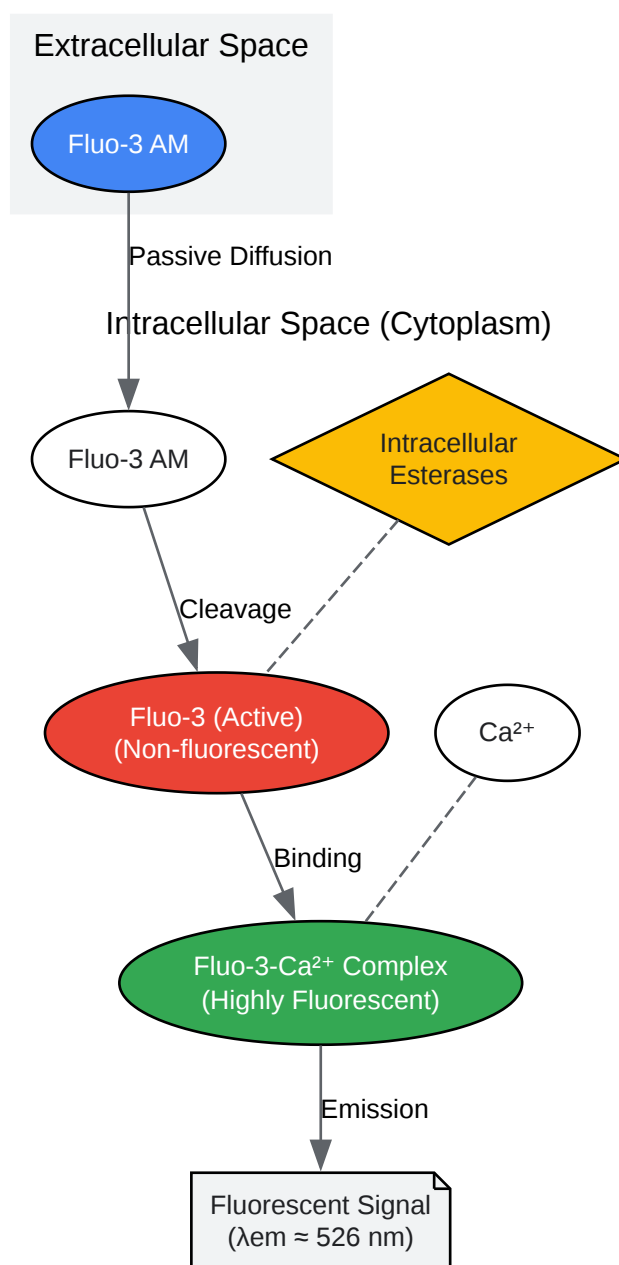 Extracellular Space
Fluo-3 AM
Passive Diffusion
Intracellular Space (Cytoplasm)
Fluo-3 AM
Intracellular
Esterases
Cleavage
Fluo-3 (Active)
(Non-fluorescent)
Ca²⁺
Binding
Fluo-3-Ca²⁺ Complex
(Highly Fluorescent)
Emission
Fluorescent Signal
(λem ≈ 526 nm)